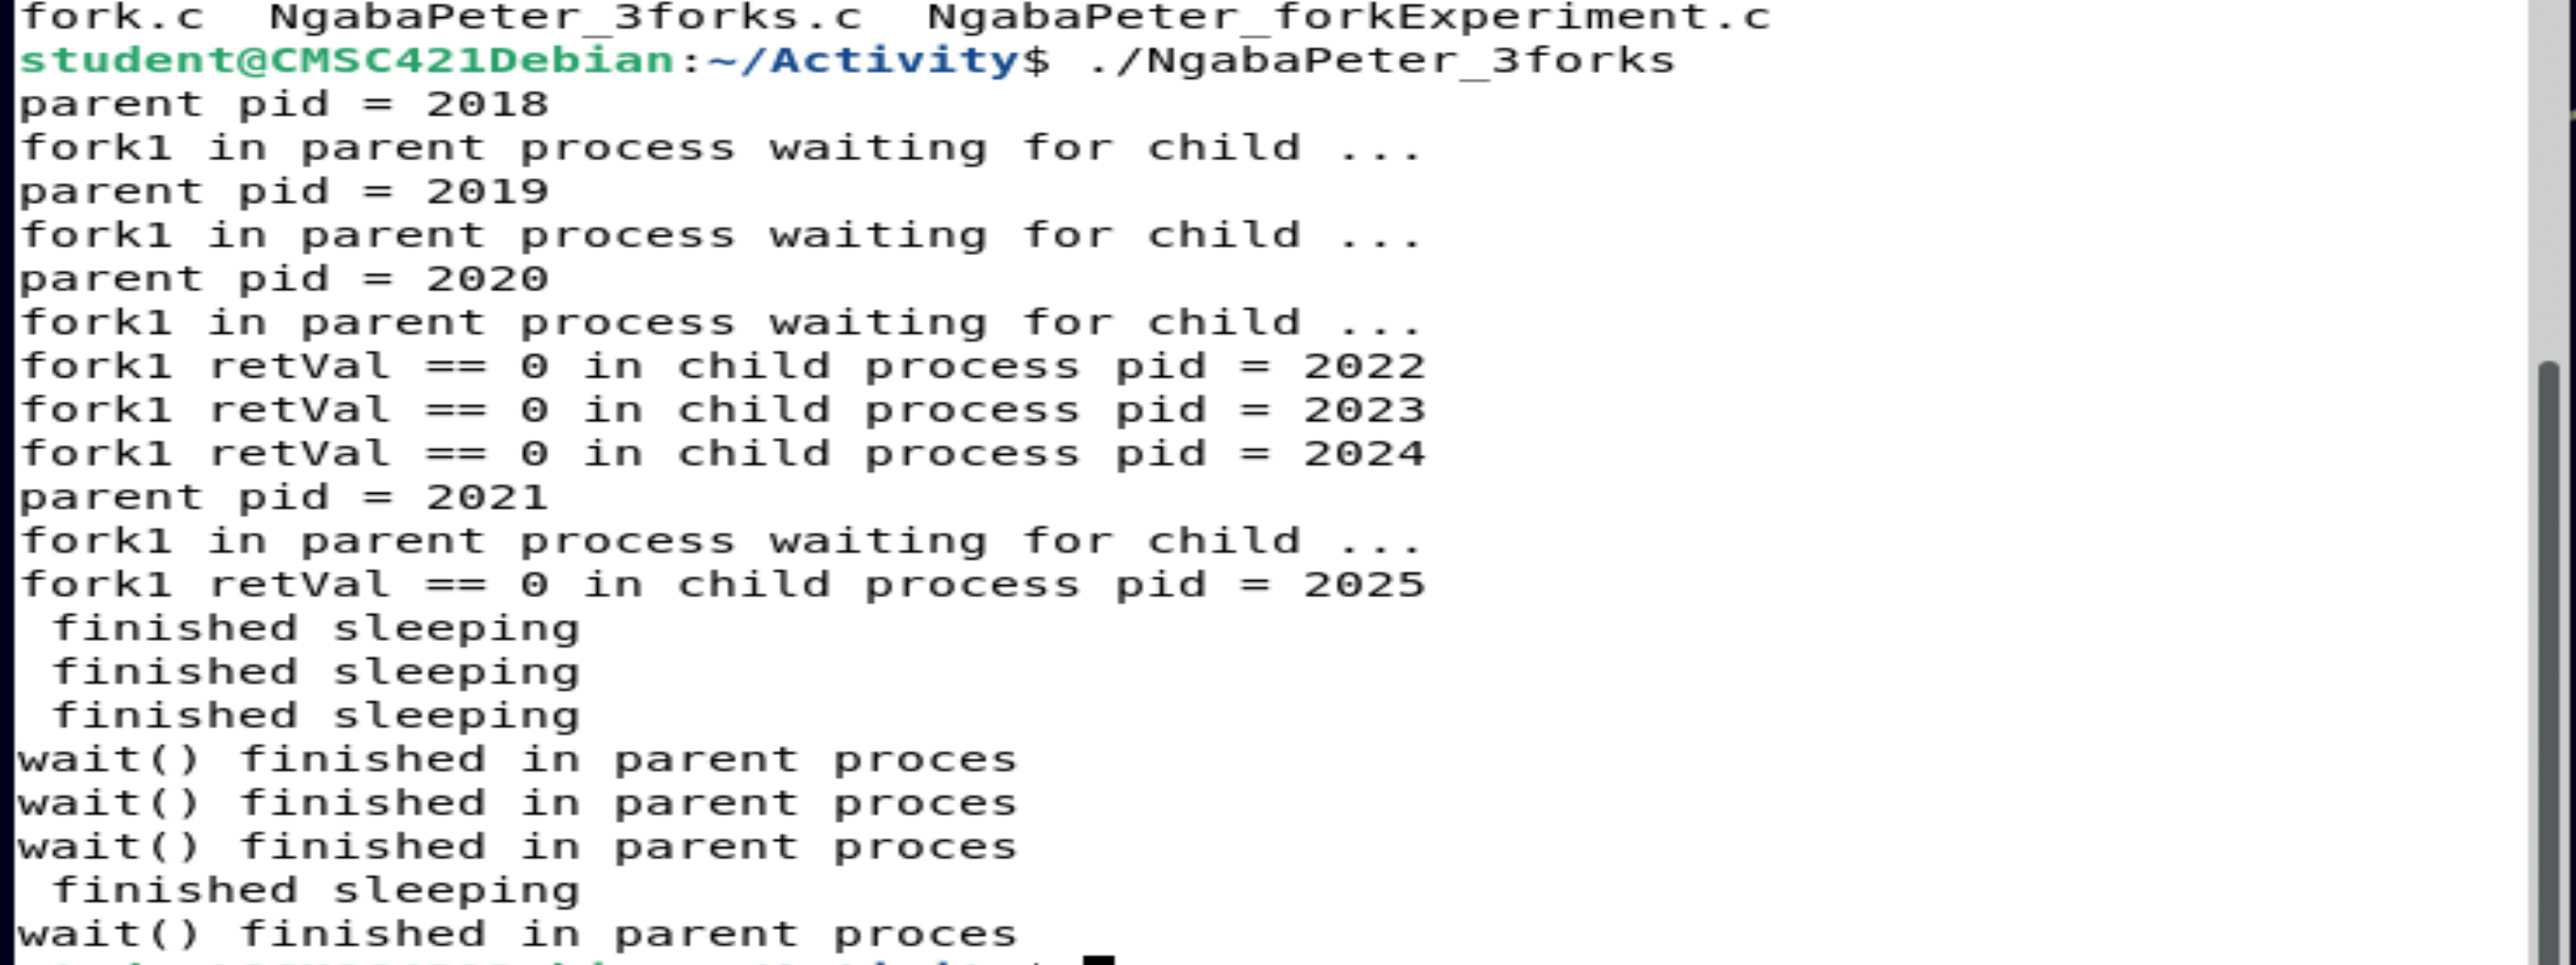 fork.c  NgabaPeter_3forks.c  NgabaPeter_forkExperiment.c
student@CMSC421Debian:~/Activity$ ./NgabaPeter_3forks
parent pid = 2018
fork1 in parent process waiting for child ...
parent pid = 2019
fork1 in parent process waiting for child ...
parent pid = 2020
fork1 in parent process waiting for child ...
fork1 retVal == 0 in child process pid = 2022
fork1 retVal == 0 in child process pid = 2023
fork1 retVal == 0 in child process pid = 2024
parent pid = 2021
fork1 in parent process waiting for child ...
fork1 retVal == 0 in child process pid = 2025
 finished sleeping
 finished sleeping
 finished sleeping
wait() finished in parent proces
wait() finished in parent proces
wait() finished in parent proces
 finished sleeping
wait() finished in parent proces